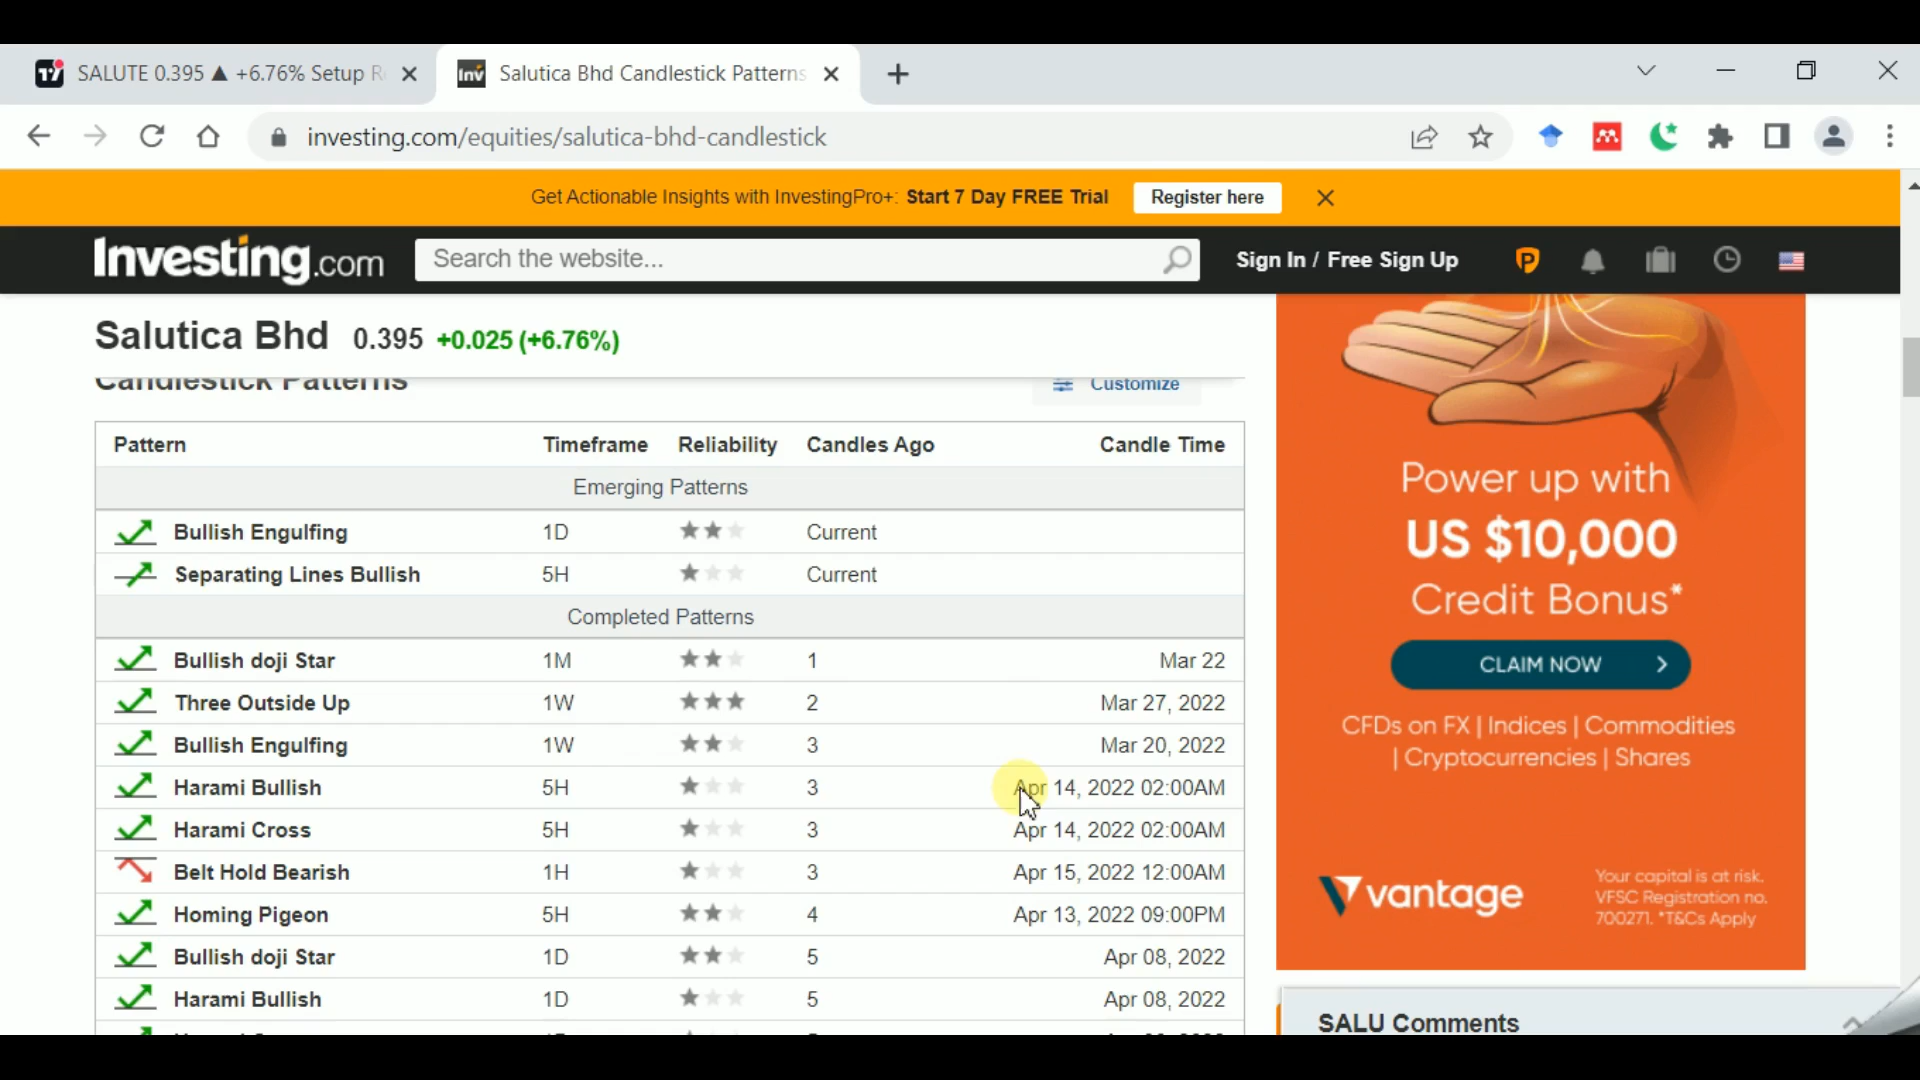 SALUTE 0.395 ▲ +6.76% Setup R
Salutica Bhd Candlestick Patterns
investing.com/equities/salutica-bhd-candlestick
Get Actionable Insights with InvestingPro+: Start 7 Day FREE Trial
Register here
Investing.com
Search the website...
Sign In / Free Sign Up
Salutica Bhd 0.395 +0.025 (+6.76%)
Candlestick Patterns
Customize
Pattern Timeframe Reliability Candles Ago Candle Time
Emerging Patterns
Bullish Engulfing 1D Current
Separating Lines Bullish 5H Current
Completed Patterns
Bullish doji Star 1M 1 Mar 22
Three Outside Up 1W 2 Mar 27, 2022
Bullish Engulfing 1W 3 Mar 20, 2022
Harami Bullish 5H 3 Apr 14, 2022 02:00AM
Harami Cross 5H 3 Apr 14, 2022 02:00AM
Belt Hold Bearish 1H 3 Apr 15, 2022 12:00AM
Homing Pigeon 5H 4 Apr 13, 2022 09:00PM
Bullish doji Star 1D 5 Apr 08, 2022
Harami Bullish 1D 5 Apr 08, 2022
Power up with
US $10,000
Credit Bonus*
CLAIM NOW
CFDs on FX | Indices | Commodities
| Cryptocurrencies | Shares
vantage
Your capital is at risk.
VFSC Registration no.
700271. *T&Cs Apply
SALU Comments